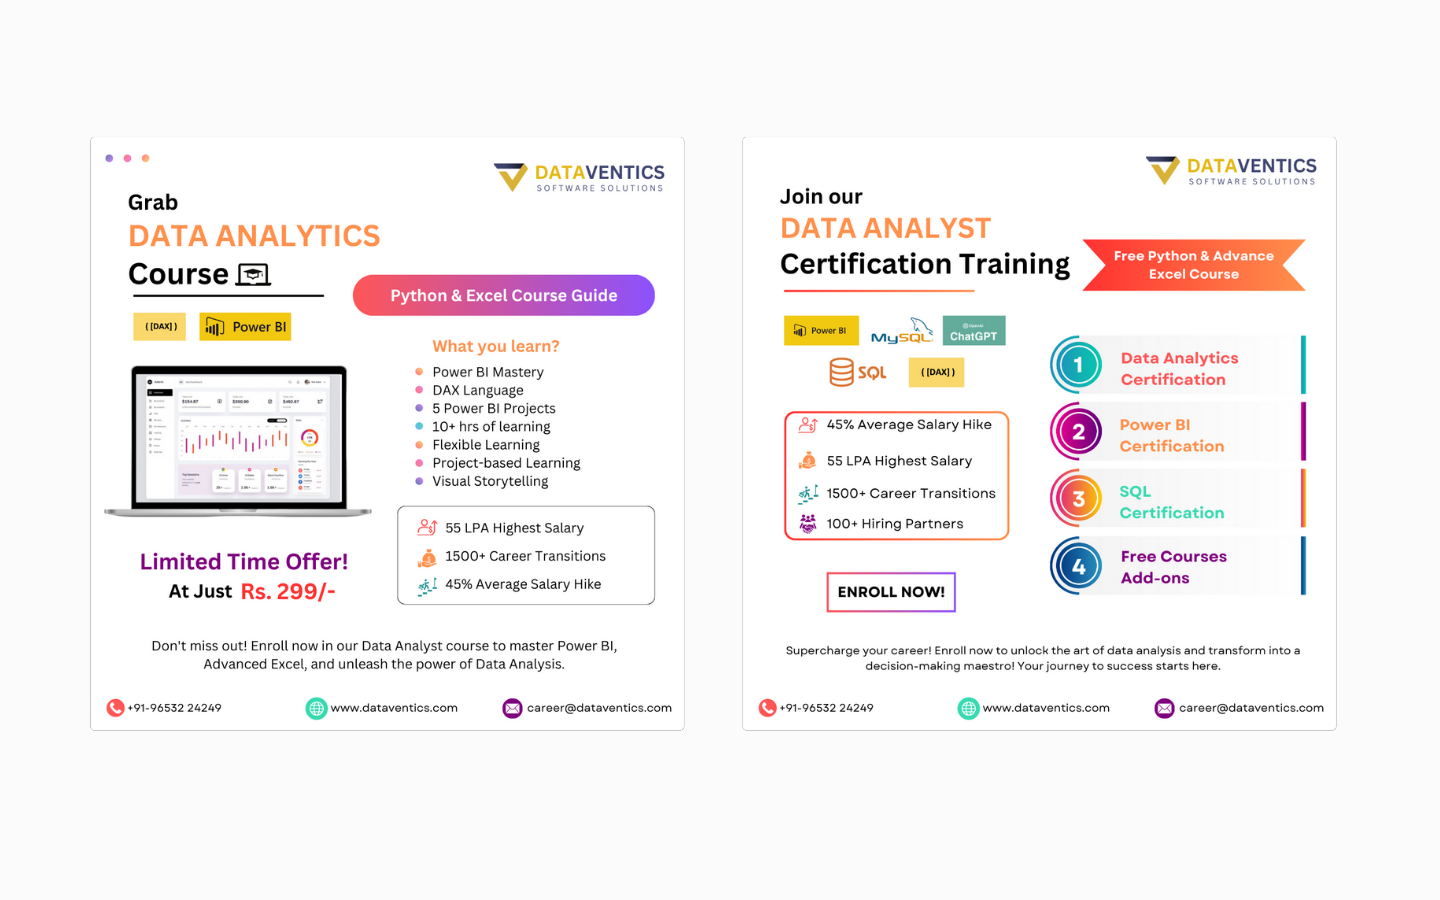 DATAVENTICS
SOFTWARE SOLUTIONS
Grab
DATA ANALYTICS
Course
Python & Excel Course Guide
( [DAX] )
Power BI
What you learn?
Power BI Mastery
DAX Language
5 Power BI Projects
10+ hrs of learning
Flexible Learning
Project-based Learning
Visual Storytelling
55 LPA Highest Salary
1500+ Career Transitions
45% Average Salary Hike
Limited Time Offer!
At Just Rs. 299/-
Don't miss out! Enroll now in our Data Analyst course to master Power BI,
Advanced Excel, and unleash the power of Data Analysis.
+91-96532 24249
www.dataventics.com
career@dataventics.com
DATAVENTICS
SOFTWARE SOLUTIONS
Join our
DATA ANALYST
Certification Training
Free Python & Advance
Excel Course
Power BI
MySQL
OpenAI
ChatGPT
SQL
( [DAX] )
45% Average Salary Hike
55 LPA Highest Salary
1500+ Career Transitions
100+ Hiring Partners
ENROLL NOW!
1
Data Analytics
Certification
2
Power BI
Certification
3
SQL
Certification
4
Free Courses
Add-ons
Supercharge your career! Enroll now to unlock the art of data analysis and transform into a
decision-making maestro! Your journey to success starts here.
+91-96532 24249
www.dataventics.com
career@dataventics.com